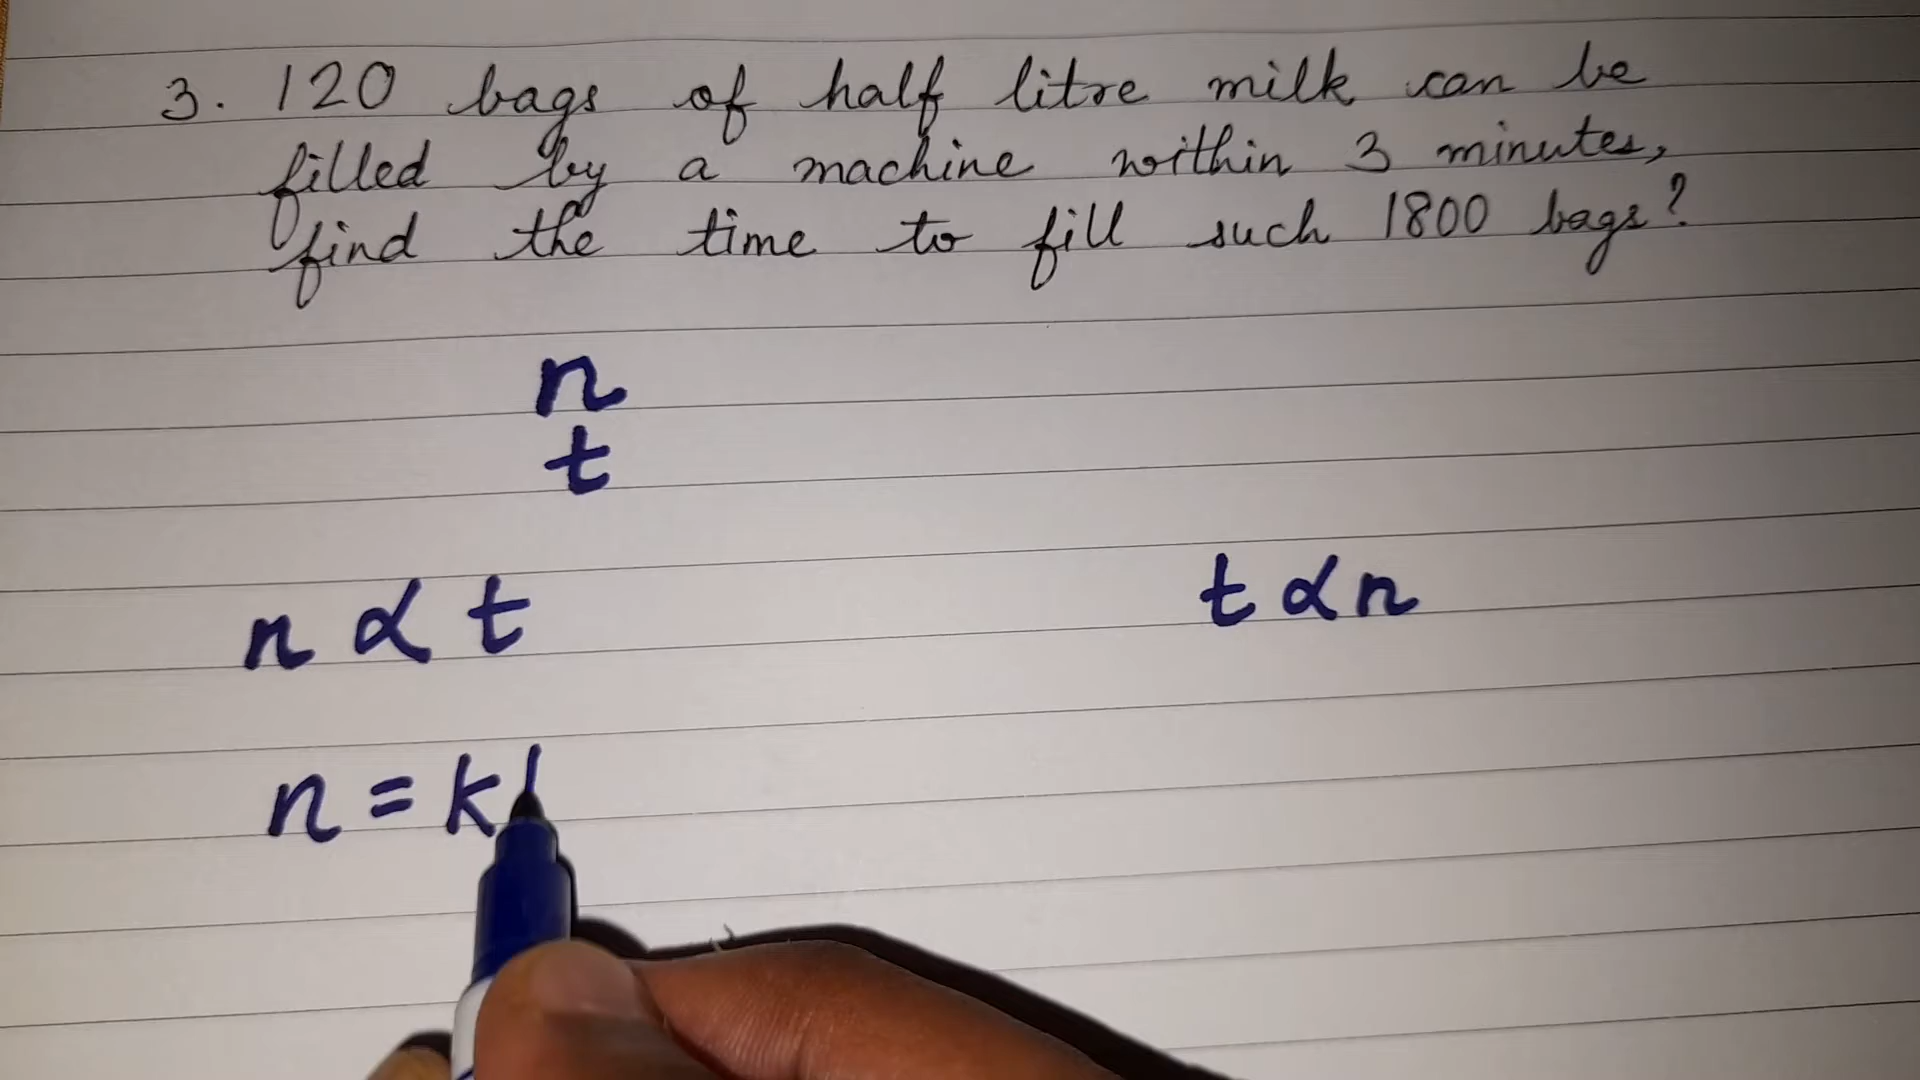 3. 120 bags of half litre milk can be
filled by a machine within 3 minutes,
find the time to fill such 1800 bags?
n
t
n ∝ t
t ∝ n
n = k